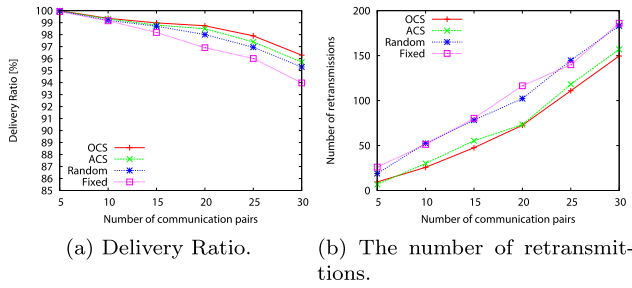 100
99
98
97
96
95
94
93
92
91
90
89
88
87
86
85
Delivery Ratio [%]
OCS
ACS
Random
Fixed
5 10 15 20 25 30
Number of communication pairs
(a) Delivery Ratio.
200
150
100
50
0
Number of retransmissions
OCS
ACS
Random
Fixed
5 10 15 20 25 30
Number of communication pairs
(b) The number of retransmit-
tions.